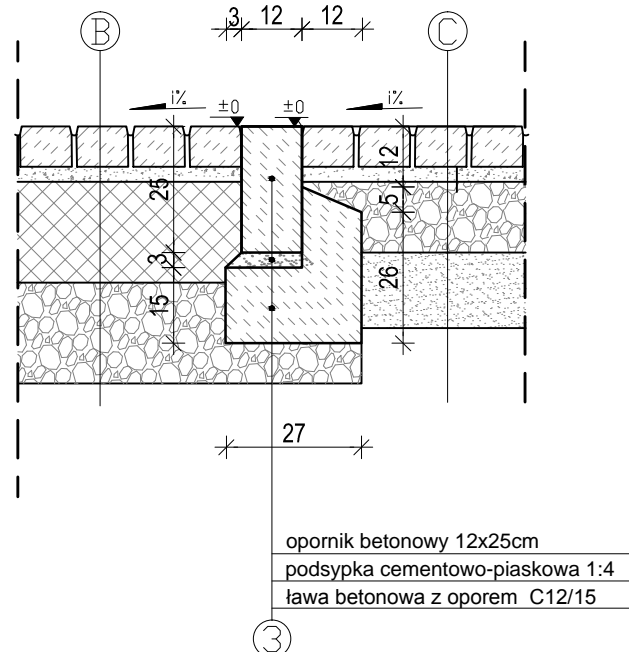 3 12 12
B C
i% ±0 ±0 i%
12
25
5
3
26
15
27
opornik betonowy 12x25cm
podsypka cementowo-piaskowa 1:4
ława betonowa z oporem C12/15
3